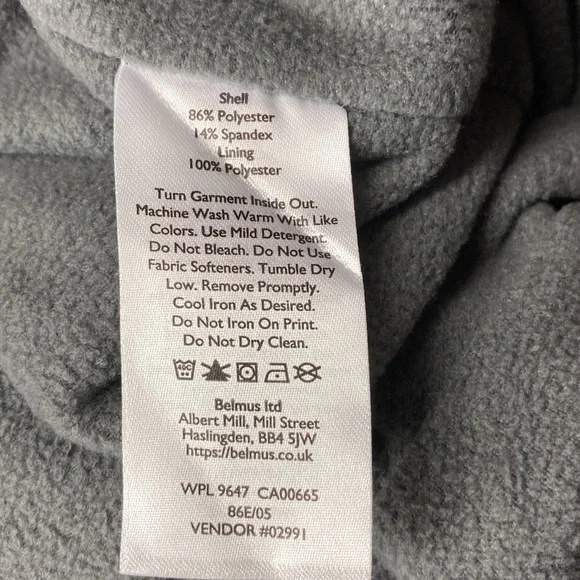 Shell
86% Polyester
14% Spandex
Lining
100% Polyester
Turn Garment Inside Out.
Machine Wash Warm With Like
Colors. Use Mild Detergent.
Do Not Bleach. Do Not Use
Fabric Softeners. Tumble Dry
Low. Remove Promptly.
Cool Iron As Desired.
Do Not Iron On Print.
Do Not Dry Clean.
40C
Belmus ltd
Albert Mill, Mill Street
Haslingden, BB4 5JW
https://belmus.co.uk
WPL 9647 CA00665
86E/05
VENDOR #02991